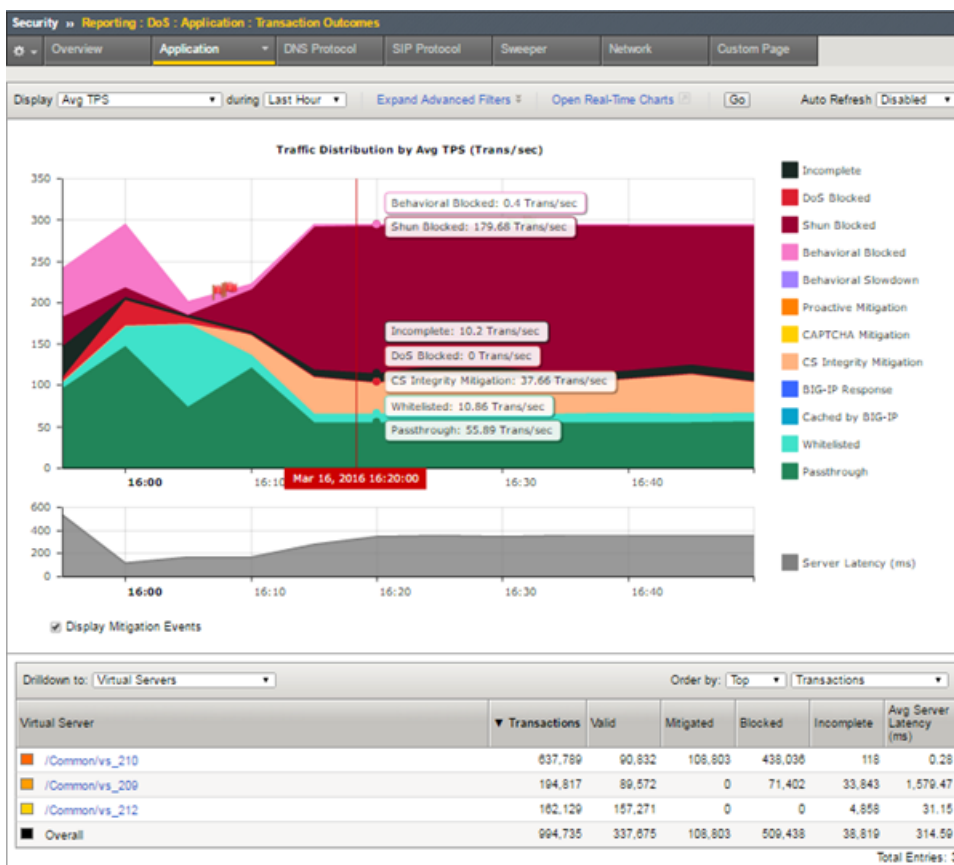 Security » Reporting : DoS : Application : Transaction Outcomes
Overview Application DNS Protocol SIP Protocol Sweeper Network Custom Page
Display Avg TPS during Last Hour Expand Advanced Filters Open Real-Time Charts Go Auto Refresh Disabled
Traffic Distribution by Avg TPS (Trans/sec)
350
300
250
200
150
100
50
0
Behavioral Blocked: 0.4 Trans/sec
Shun Blocked: 179.68 Trans/sec
Incomplete: 10.2 Trans/sec
DoS Blocked: 0 Trans/sec
CS Integrity Mitigation: 37.66 Trans/sec
Whitelisted: 10.86 Trans/sec
Passthrough: 55.89 Trans/sec
16:00 16:10 Mar 16, 2016 16:20:00 16:30 16:40
Incomplete
DoS Blocked
Shun Blocked
Behavioral Blocked
Behavioral Slowdown
Proactive Mitigation
CAPTCHA Mitigation
CS Integrity Mitigation
BIG-IP Response
Cached by BIG-IP
Whitelisted
Passthrough
600
400
200
0
16:00 16:10 16:20 16:30 16:40
Server Latency (ms)
Display Mitigation Events
Drilldown to: Virtual Servers Order by: Top Transactions
Virtual Server ▼ Transactions Valid Mitigated Blocked Incomplete Avg Server Latency (ms)
/Common/vs_210 637,789 90,832 108,803 438,036 118 0.28
/Common/vs_209 194,817 89,572 0 71,402 33,843 1,579.47
/Common/vs_212 162,129 157,271 0 0 4,858 31.15
Overall 994,735 337,675 108,803 509,438 38,819 314.59
Total Entries: